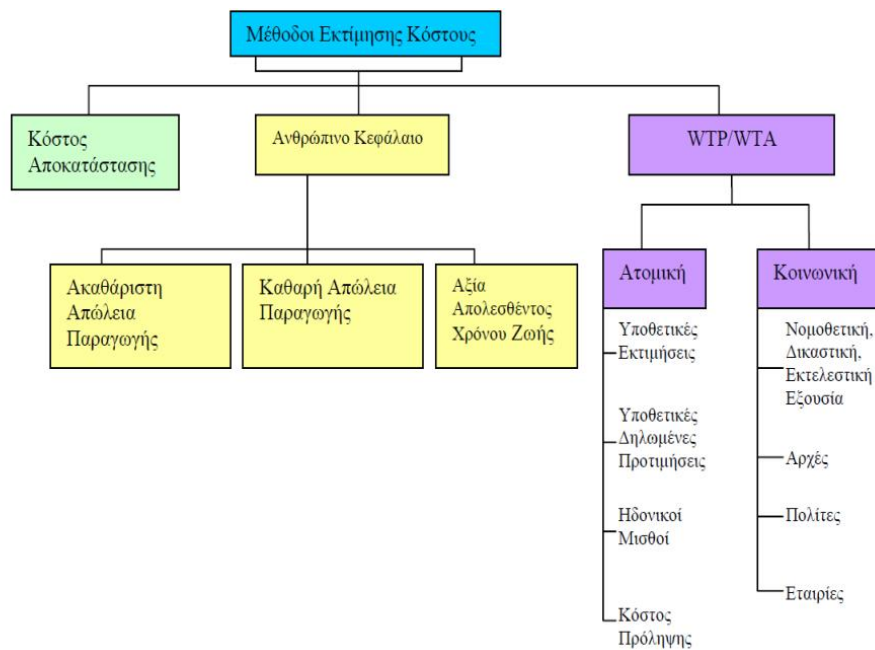 Μέθοδοι Εκτίμησης Κόστους
Κόστος
Αποκατάστασης
Ανθρώπινο Κεφάλαιο
WTP/WTA
Ακαθάριστη
Απώλεια
Παραγωγής
Καθαρή Απώλεια
Παραγωγής
Αξία
Απολεσθέντος
Χρόνου Ζωής
Ατομική
Υποθετικές
Εκτιμήσεις
Υποθετικές
Δηλωμένες
Προτιμήσεις
Ηδονικοί
Μισθοί
Κόστος
Πρόληψης
Κοινωνική
Νομοθετική,
Δικαστική,
Εκτελεστική
Εξουσία
Αρχές
Πολίτες
Εταιρίες